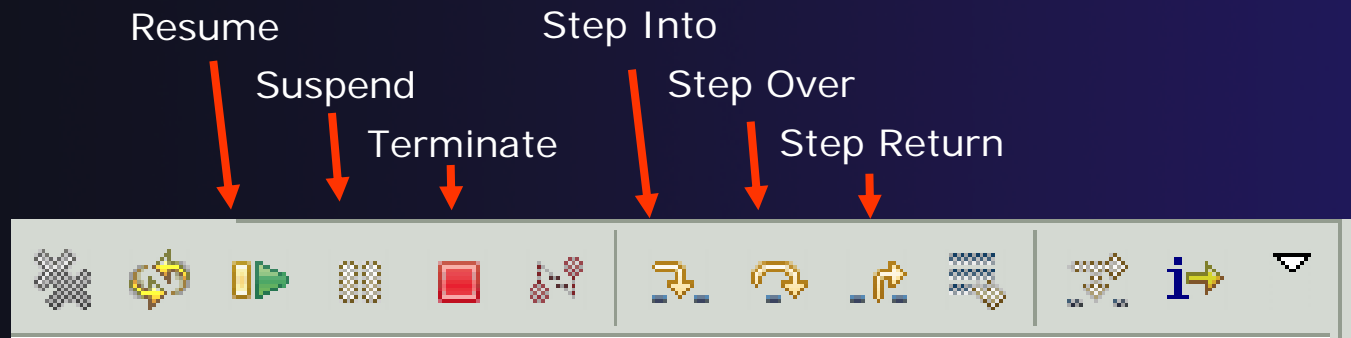 Resume
Suspend
Terminate
Step Into
Step Over
Step Return
i